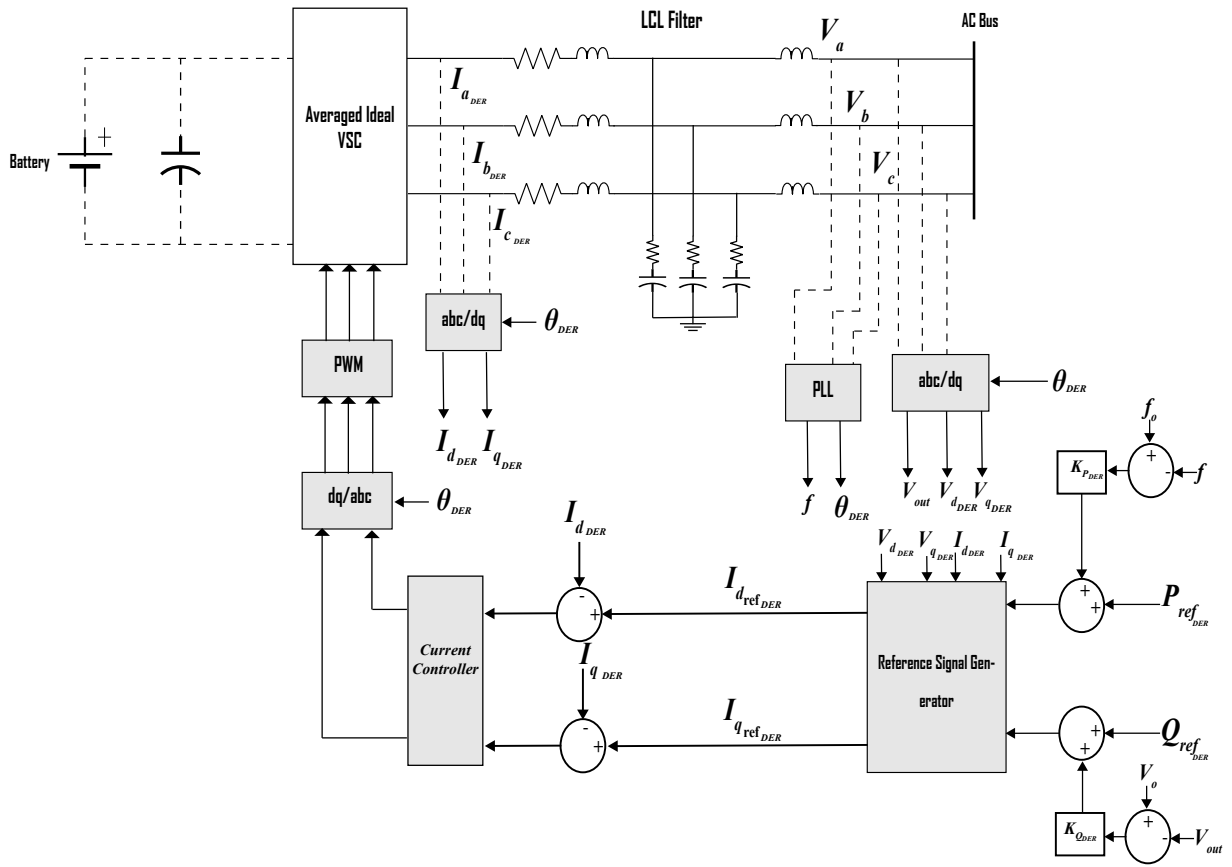 LCL Filter
AC Bus
V_a
I_a_DER
Averaged Ideal
VSC
V_b
+
Battery
I_b_DER
V_c
I_c_DER
abc/dq
θ_DER
PWM
PLL
abc/dq
θ_DER
f_o
+
-
f
K_P_DER
I_d_DER
I_q_DER
f
θ_DER
V_out
V_d_DER
V_q_DER
dq/abc
θ_DER
I_d_DER
V_d_DER
V_q_DER
I_d_DER
I_q_DER
-
+
I_d_ref_DER
+
+
P_ref_DER
Current
Controller
I_q_DER
Reference Signal Gen-
erator
-
+
I_q_ref_DER
+
+
Q_ref_DER
V_o
+
-
K_Q_DER
V_out